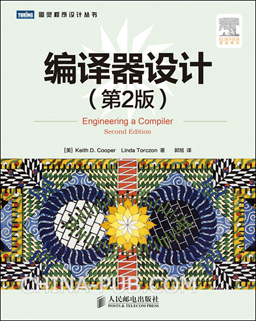 TURING 图灵程序设计丛书
ELSEVIER
编译器设计
（第2版）
Engineering a Compiler
Second Edition
[美] Keith D. Cooper Linda Torczon 著 郭旭 译
CHINA-PUB.COM
人民邮电出版社
POSTS & TELECOM PRESS